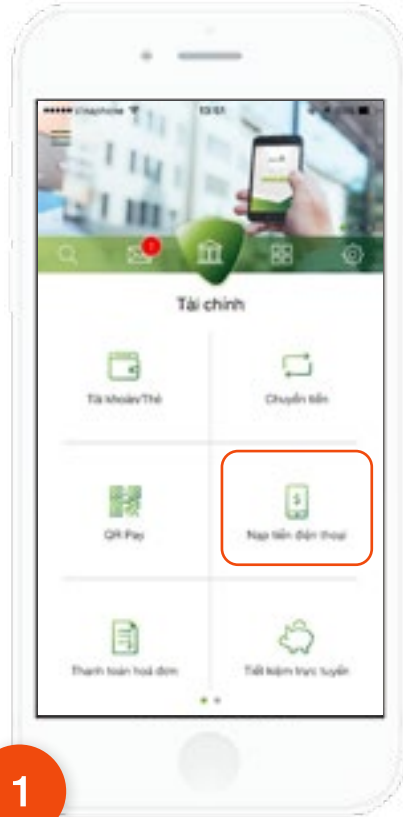 Vinaphone
Tài chính
Tài khoản/Thẻ
Chuyển tiền
QR Pay
Nạp tiền điện thoại
Thanh toán hoá đơn
Tiết kiệm trực tuyến
1